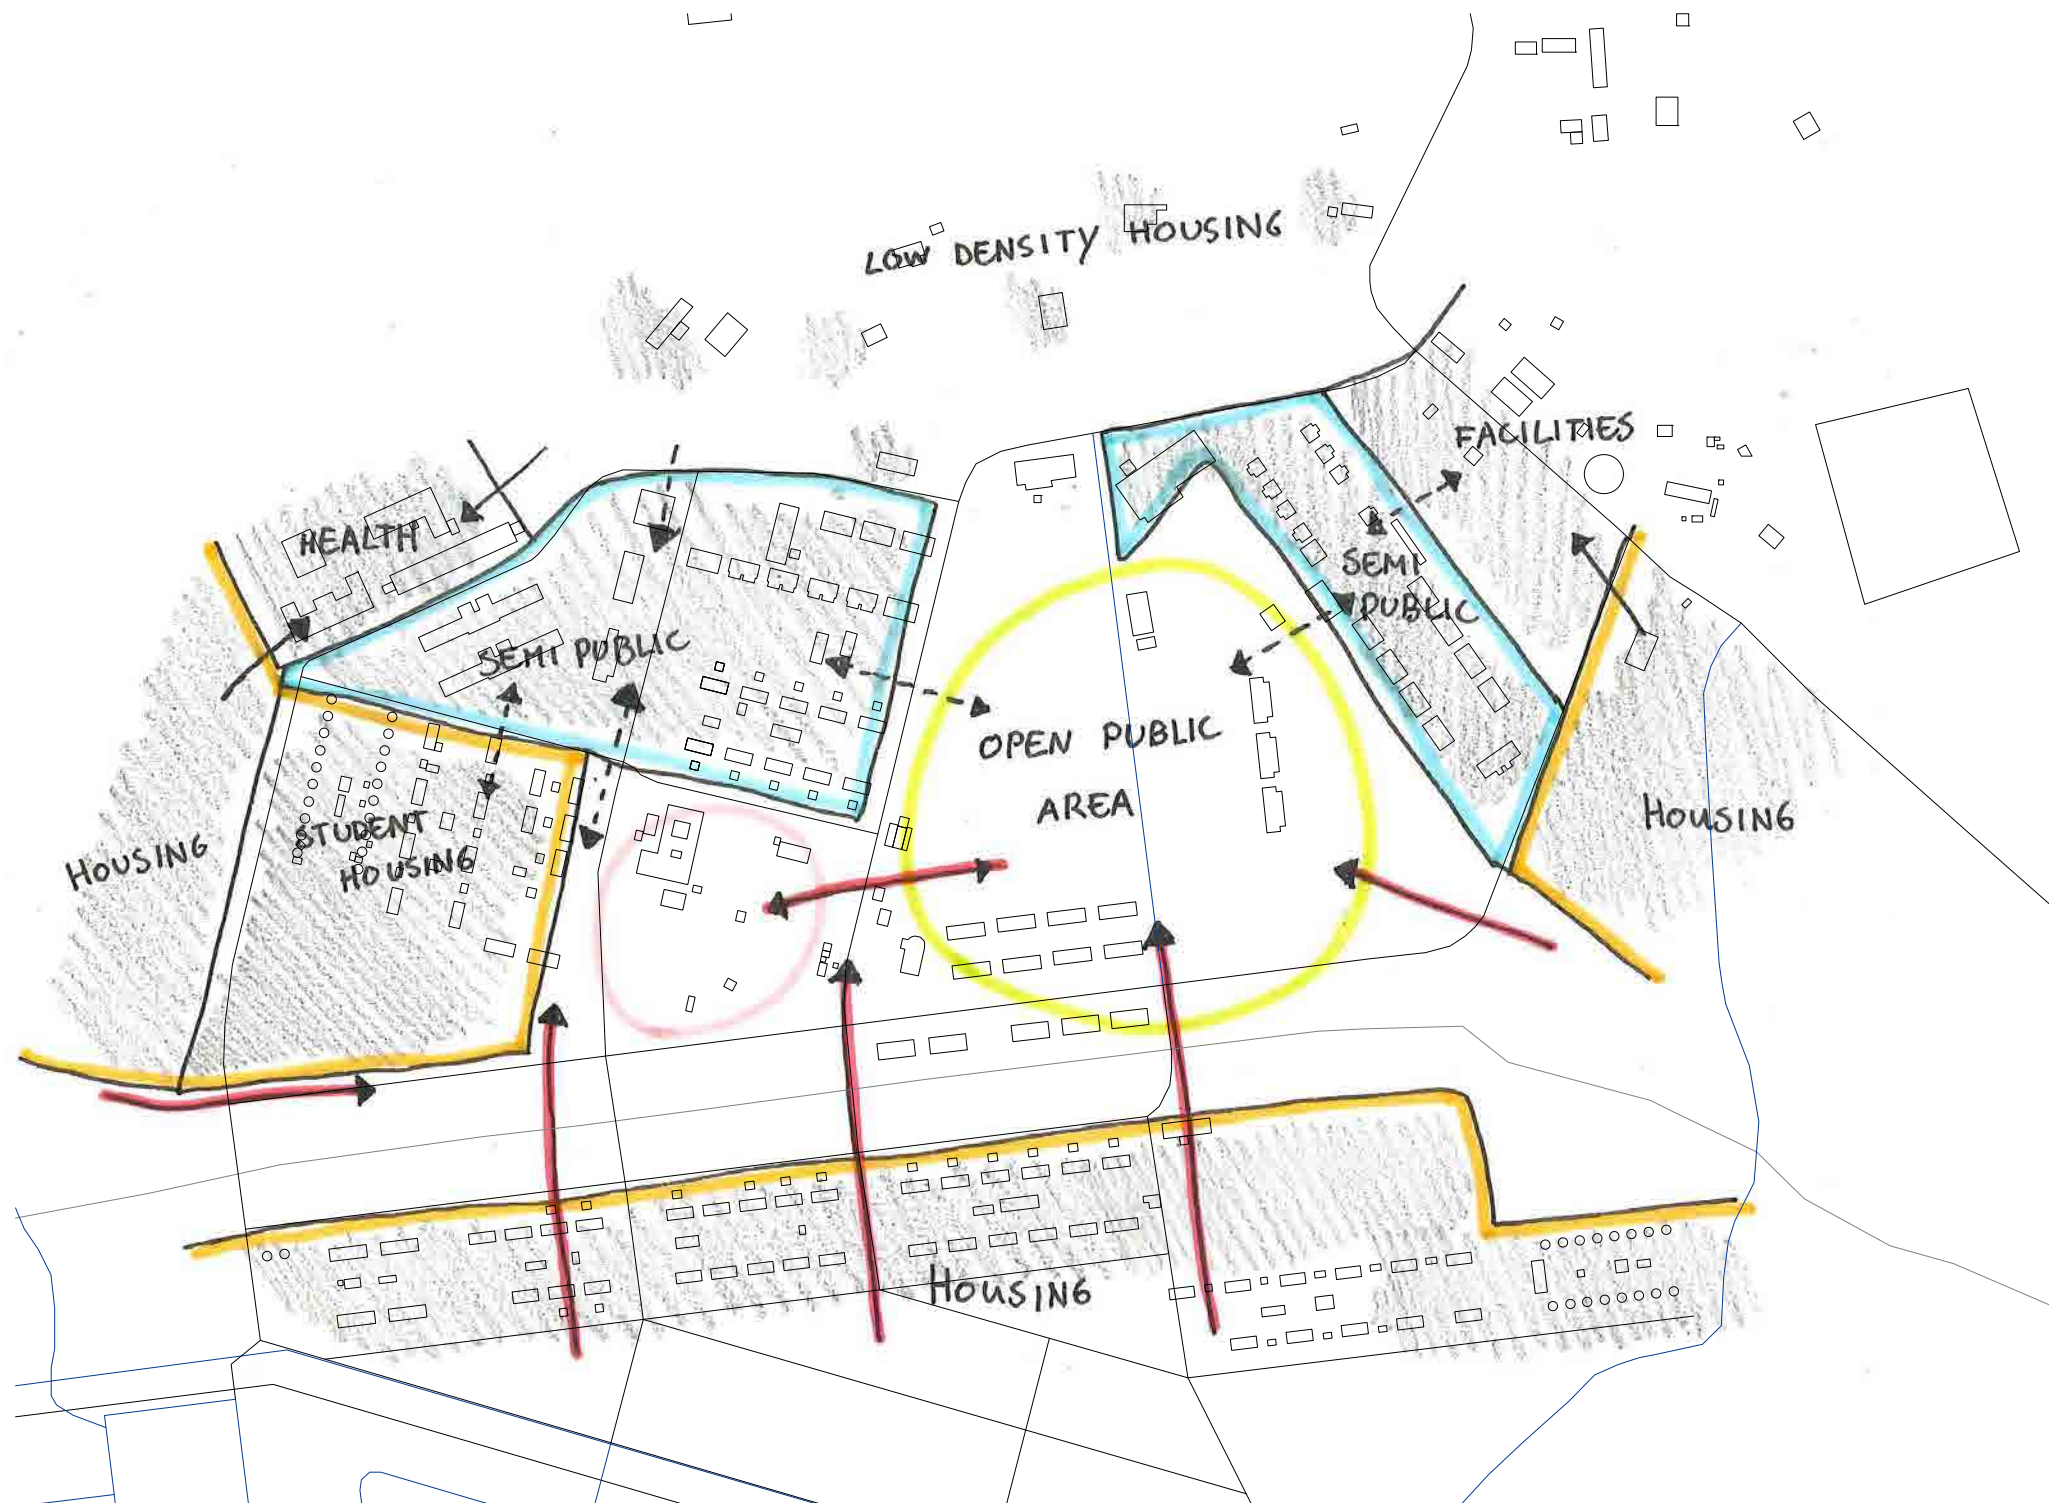 LOW DENSITY HOUSING
FACILITIES
HEALTH
SEMI
PUBLIC
SEMI PUBLIC
OPEN PUBLIC
AREA
STUDENT
HOUSING
HOUSING
HOUSING
HOUSING